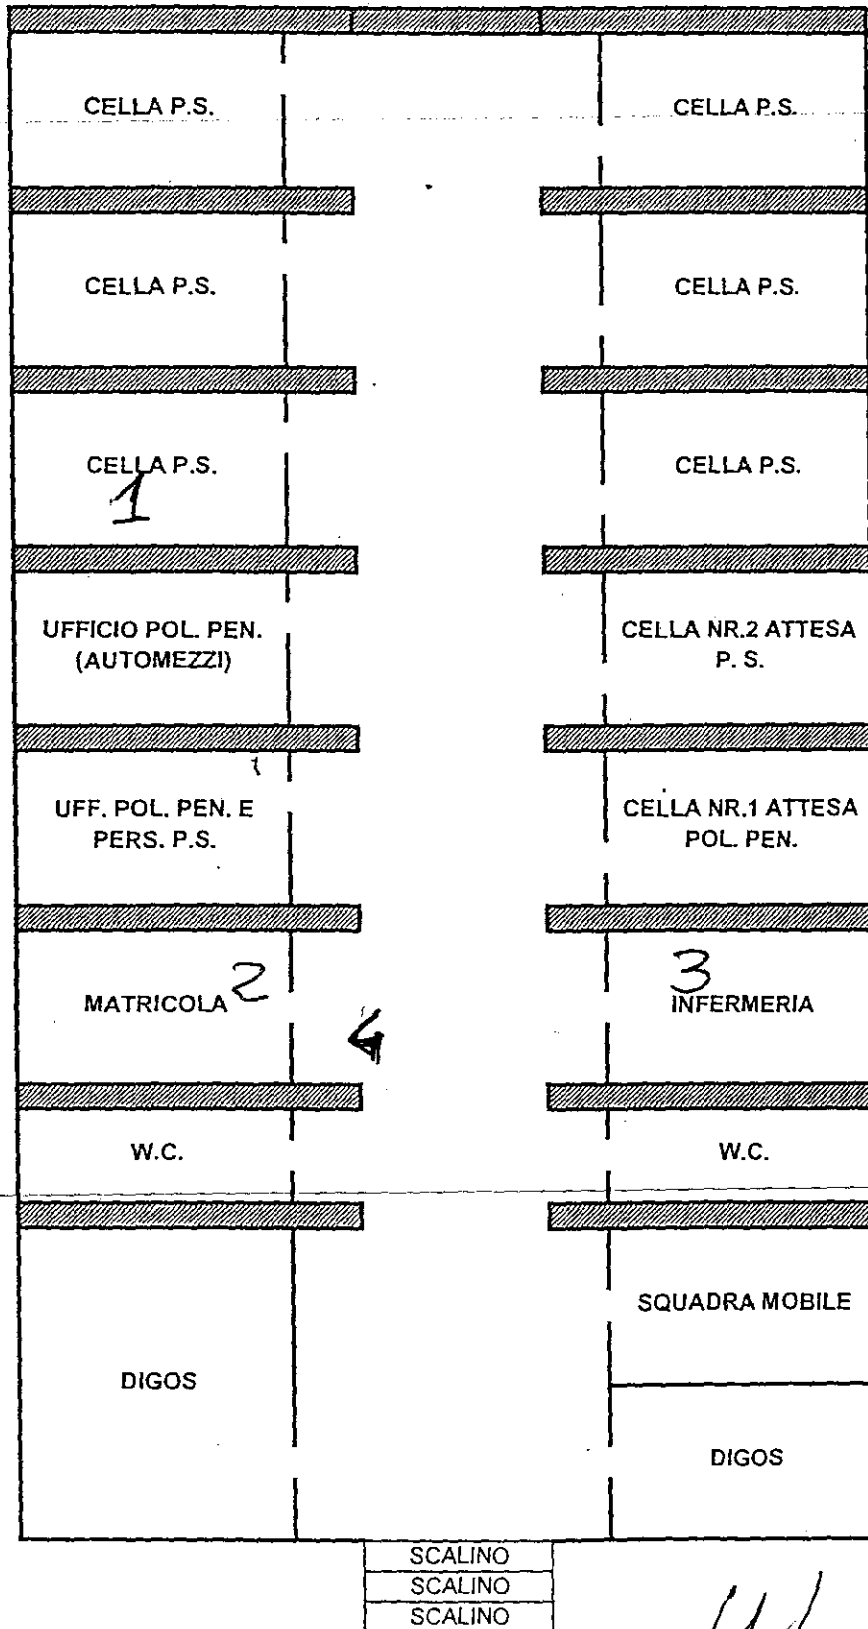 CELLA P.S.
CELLA P.S.
CELLA P.S.
CELLA P.S.
CELLA P.S.
1
CELLA P.S.
UFFICIO POL. PEN.
(AUTOMEZZI)
CELLA NR.2 ATTESA
P. S.
UFF. POL. PEN. E
PERS. P.S.
CELLA NR.1 ATTESA
POL. PEN.
MATRICOLA 2
3
INFERMERIA
4
W.C.
W.C.
SQUADRA MOBILE
DIGOS
DIGOS
SCALINO
SCALINO
SCALINO